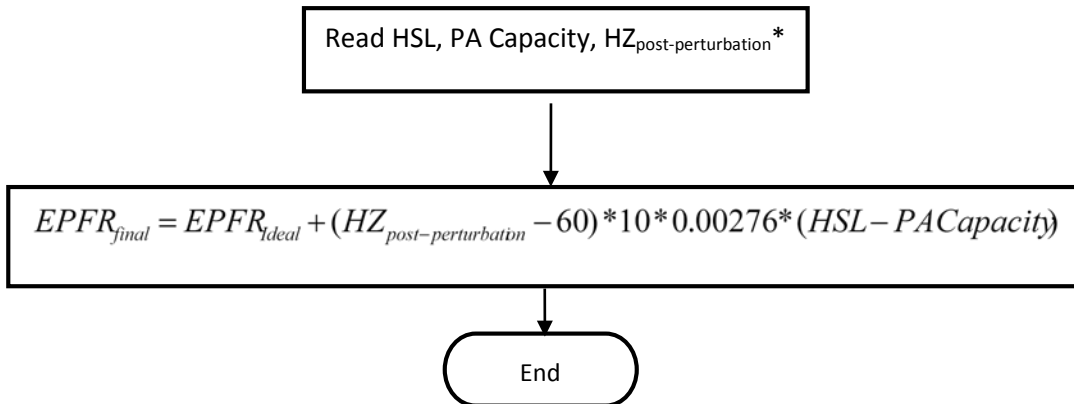 Read HSL, PA Capacity, HZpost-perturbation*
EPFRfinal = EPFRIdeal + (HZpost-perturbation − 60)*10*0.00276*(HSL − PACapacity)
End